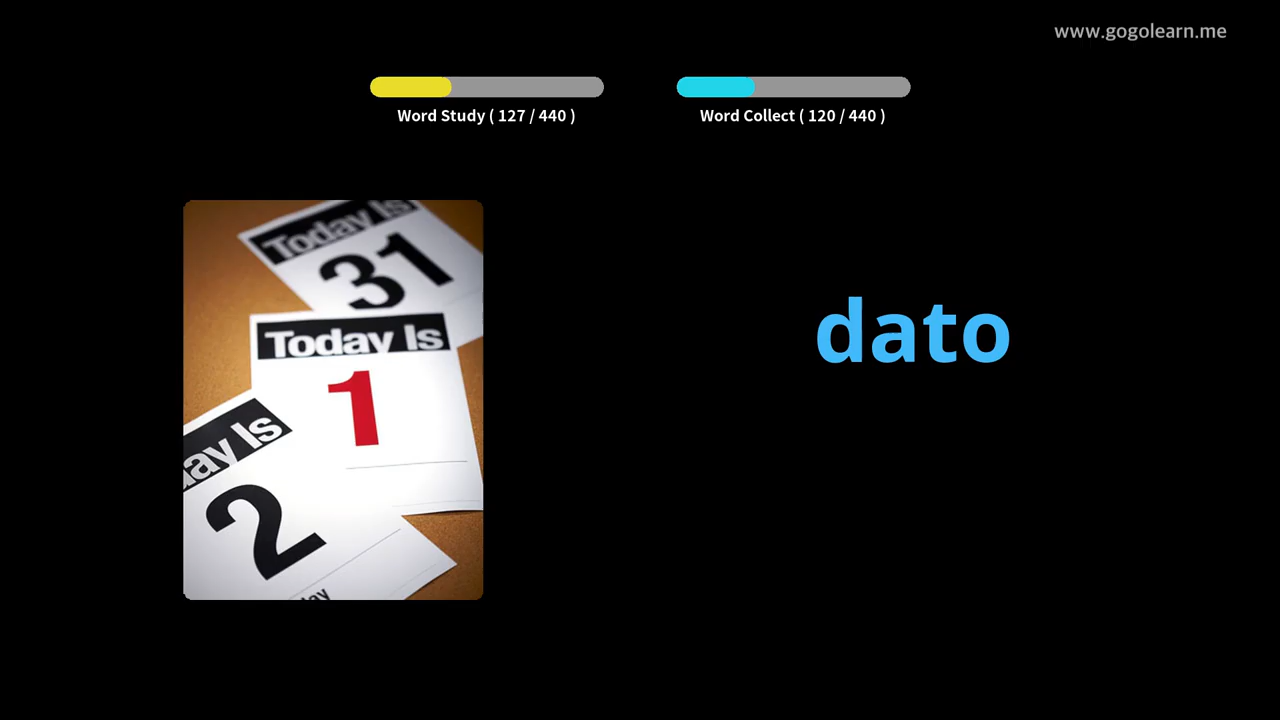 www.gogolearn.me
Word Study ( 127 / 440 )
Word Collect ( 120 / 440 )
Today Is
31
Today Is
1
ay Is
2
ay
dato